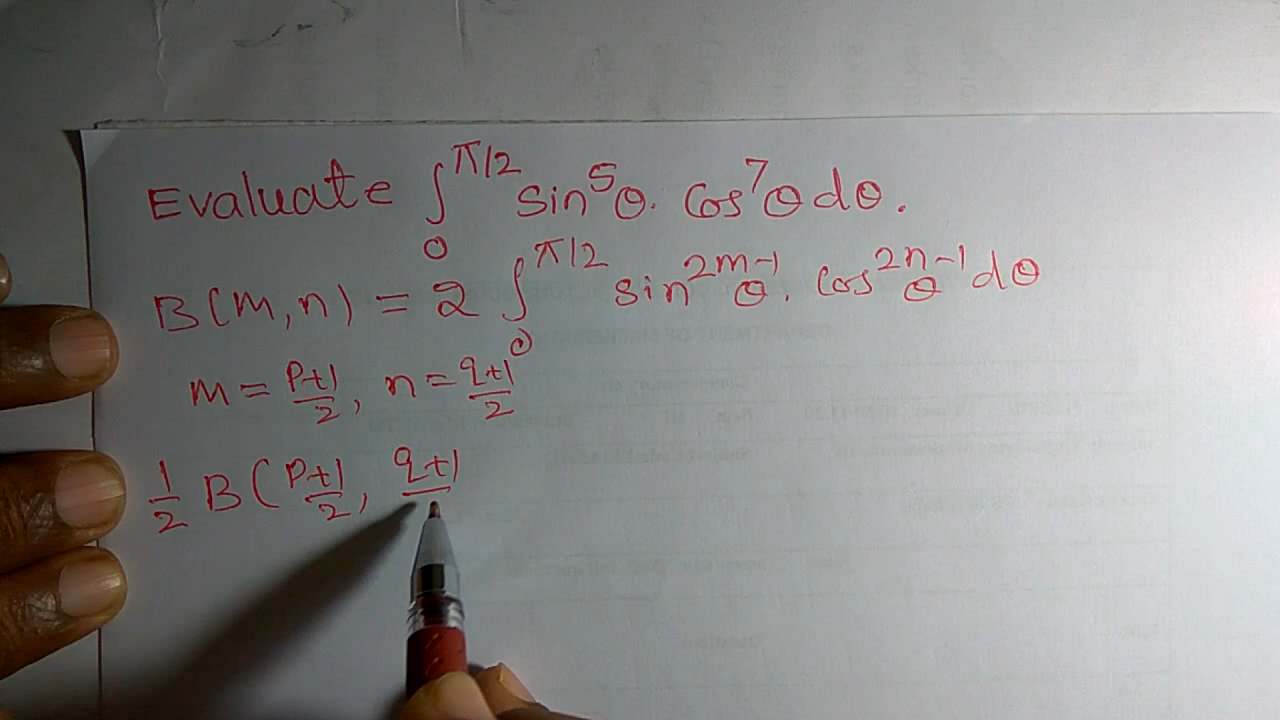 Evaluate ∫₀^π/2 sin⁵θ. cos⁷θ dθ.
B(m,n) = 2 ∫₀^π/2 sin^2m-1 θ. cos^2n-1 θ dθ
m = p+1/2, n = q+1/2
1/2 B(p+1/2, q+1